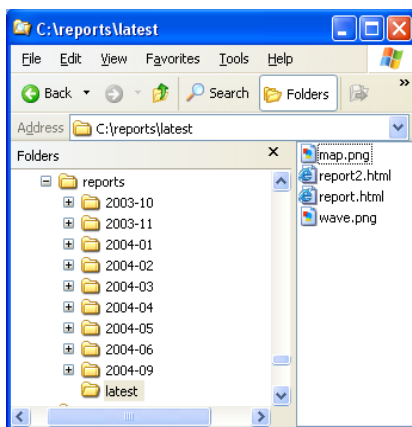 C:\reports\latest
File Edit View Favorites Tools Help
Back Search Folders »
Address C:\reports\latest
Folders
reports
2003-10
2003-11
2004-01
2004-02
2004-03
2004-04
2004-05
2004-06
2004-09
latest
map.png
report2.html
report.html
wave.png